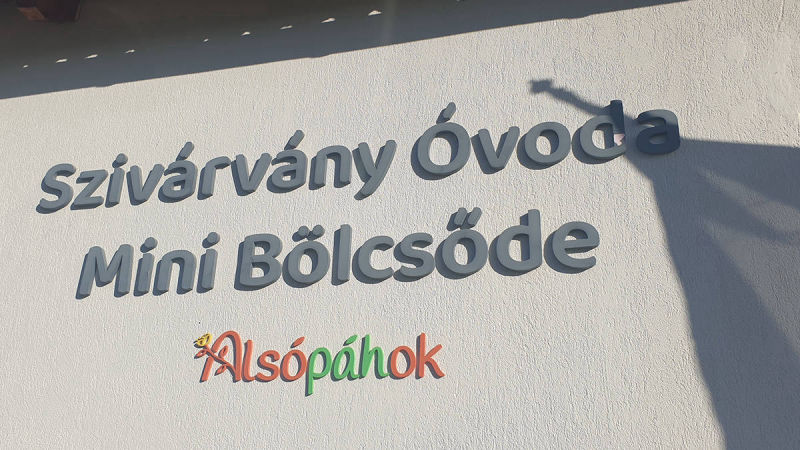 Szivárvány Óvoda
Mini Bölcsőde
Alsópáhok